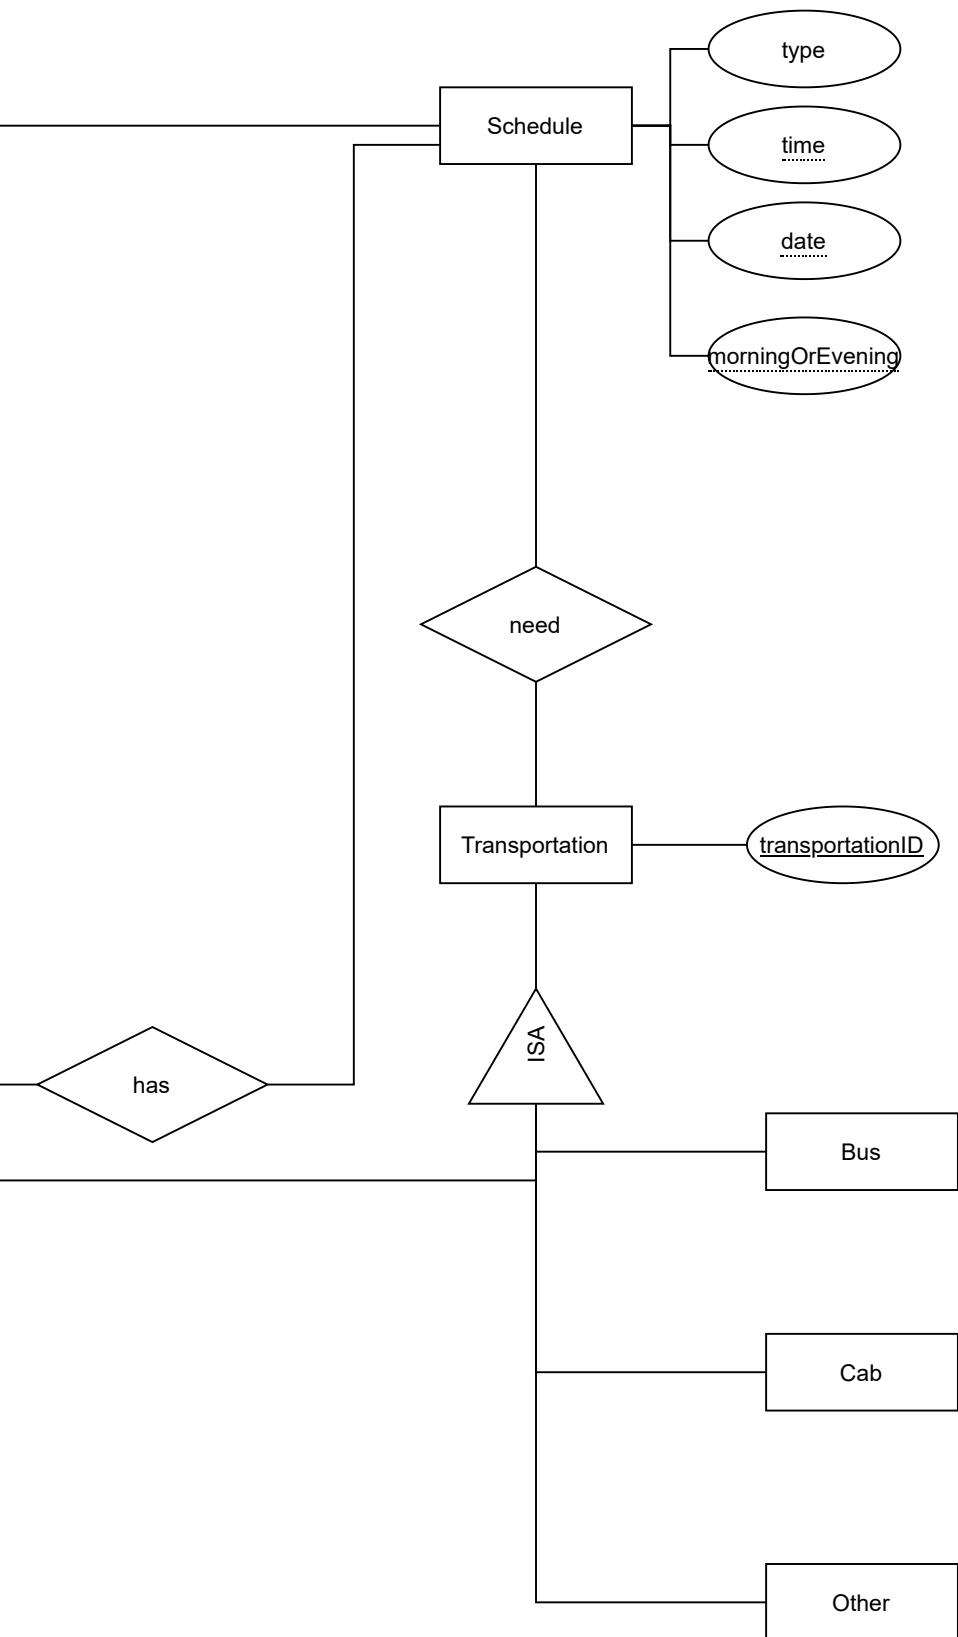 type
Schedule
time
date
morningOrEvening
need
Transportation
transportationID
ISA
has
Bus
Cab
Other